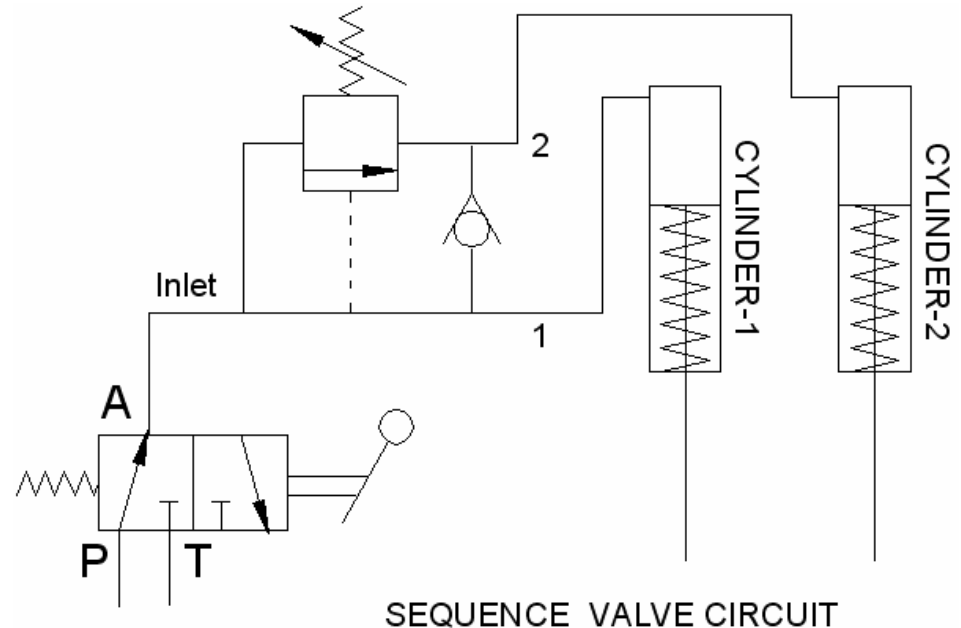 2
CYLINDER-1
CYLINDER-2
Inlet
1
A
P
T
SEQUENCE VALVE CIRCUIT